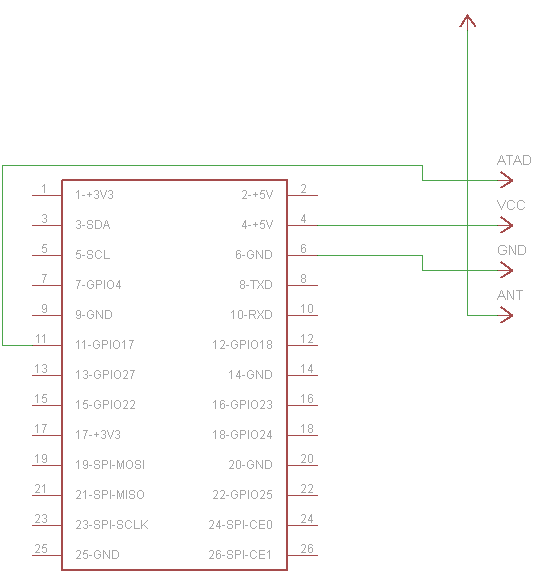 ATAD
1 1-+3V3 2-+5V 2
VCC
3 3-SDA 4-+5V 4
GND
5 5-SCL 6-GND 6
7 7-GPIO4 8-TXD 8
ANT
9 9-GND 10-RXD 10
11 11-GPIO17 12-GPIO18 12
13 13-GPIO27 14-GND 14
15 15-GPIO22 16-GPIO23 16
17 17-+3V3 18-GPIO24 18
19 19-SPI-MOSI 20-GND 20
21 21-SPI-MISO 22-GPIO25 22
23 23-SPI-SCLK 24-SPI-CE0 24
25 25-GND 26-SPI-CE1 26